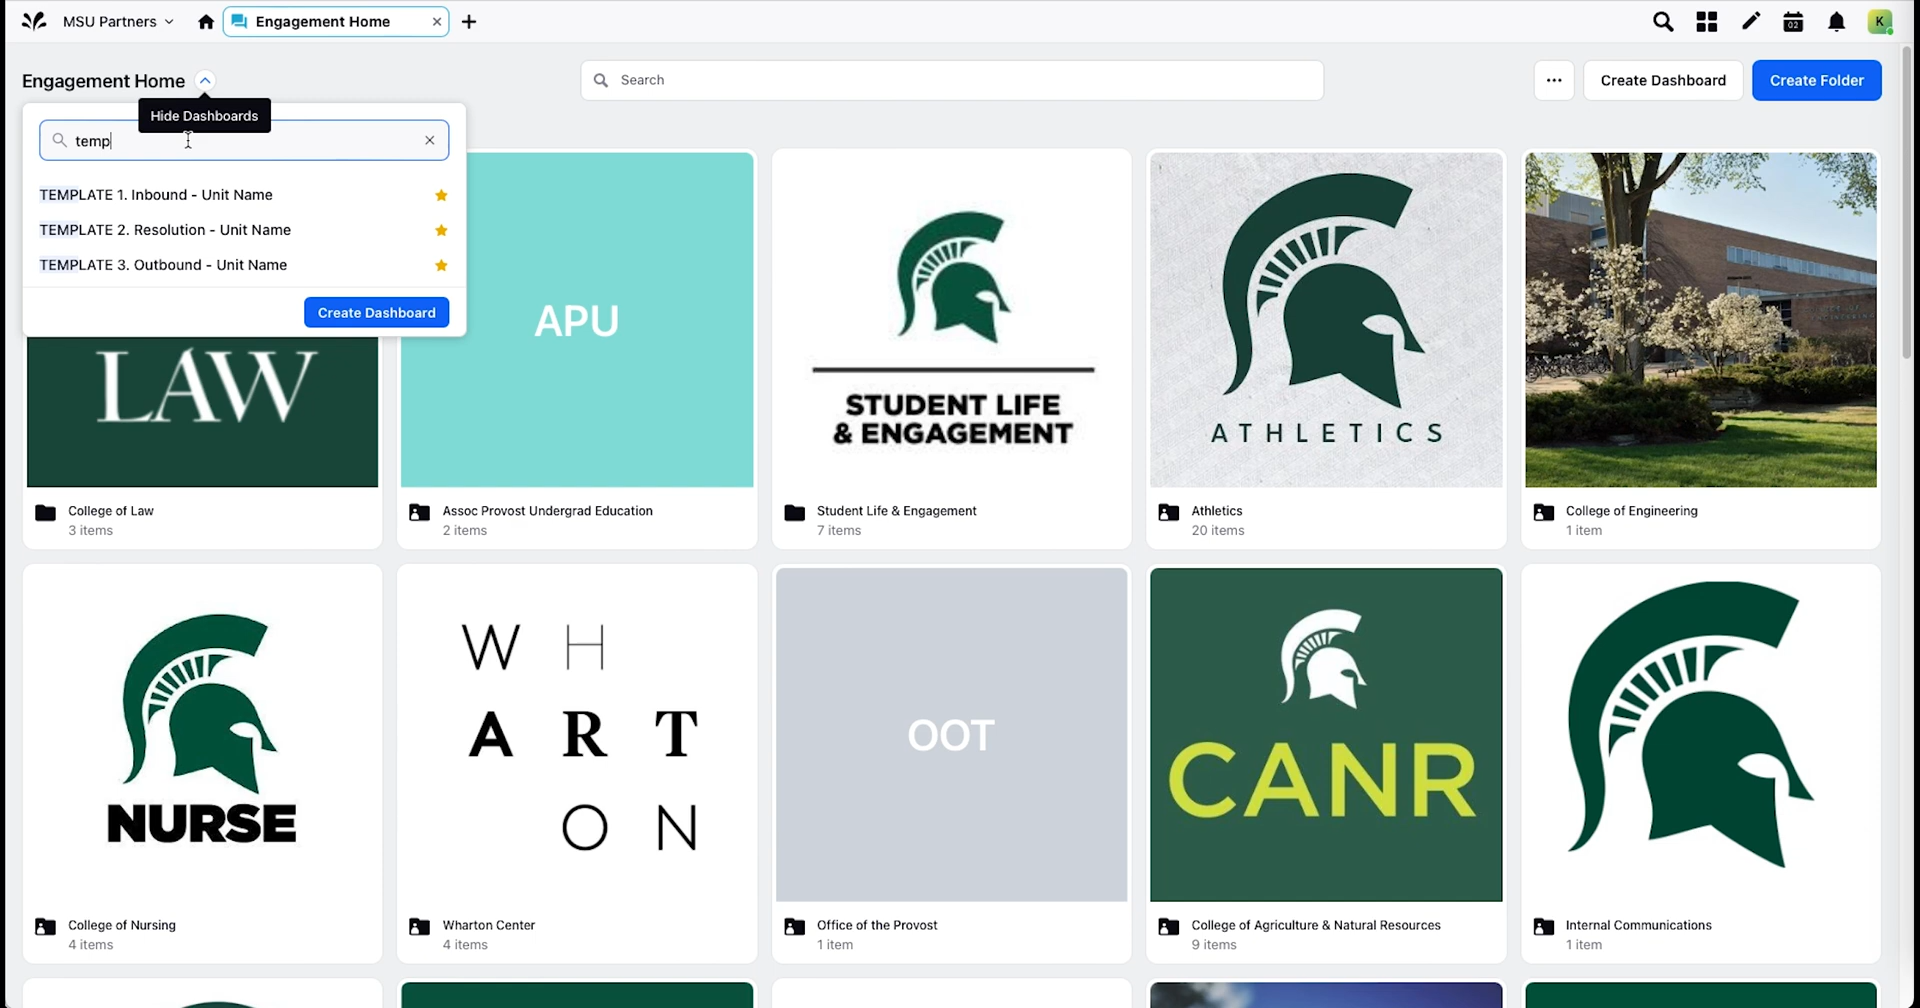 MSU Partners
Engagement Home
02
K
Engagement Home
Search
Create Dashboard
Create Folder
Hide Dashboards
temp
TEMPLATE 1. Inbound - Unit Name
TEMPLATE 2. Resolution - Unit Name
TEMPLATE 3. Outbound - Unit Name
Create Dashboard
LAW
APU
STUDENT LIFE
& ENGAGEMENT
ATHLETICS
College of Law
3 items
Assoc Provost Undergrad Education
2 items
Student Life & Engagement
7 items
Athletics
20 items
College of Engineering
1 item
NURSE
W H
A R T
O N
OOT
CANR
College of Nursing
4 items
Wharton Center
4 items
Office of the Provost
1 item
College of Agriculture & Natural Resources
9 items
Internal Communications
1 item